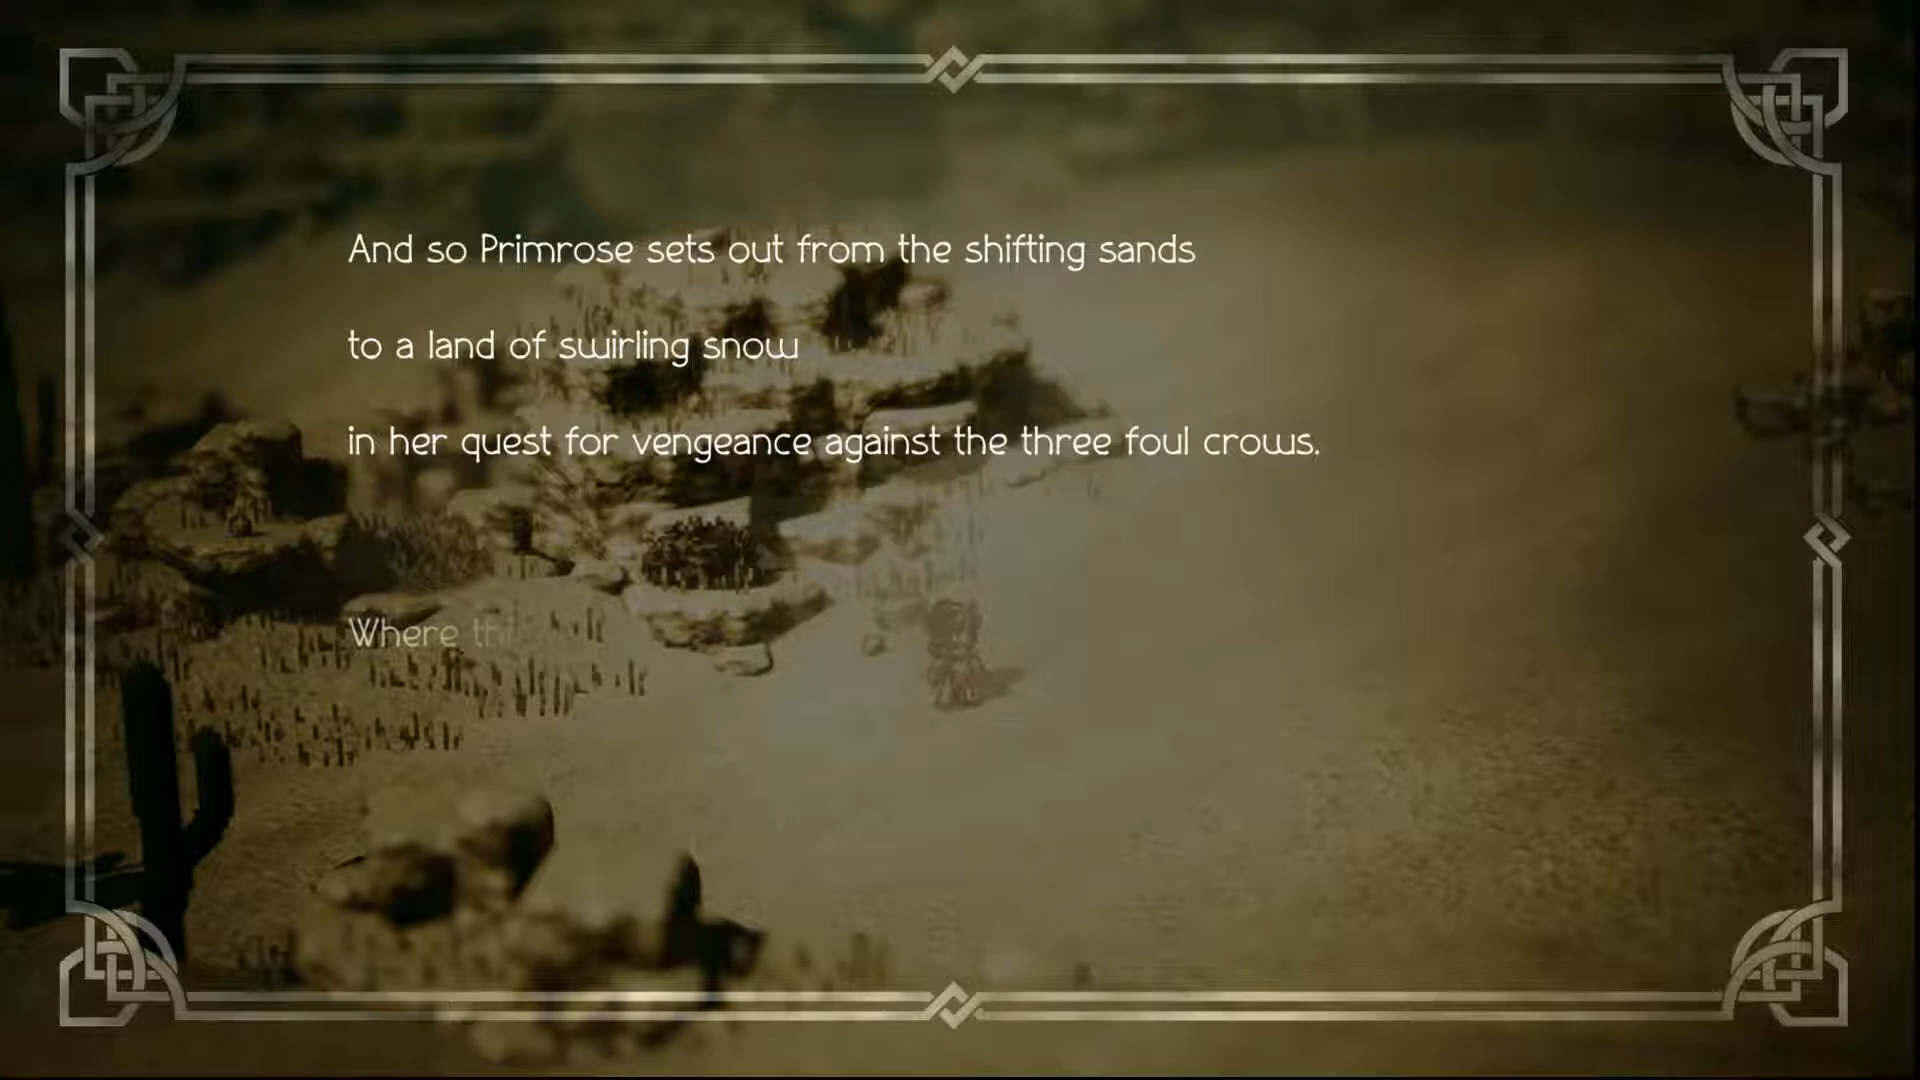 And so Primrose sets out from the shifting sands
to a land of swirling snow
in her quest for vengeance against the three foul crows.
Where